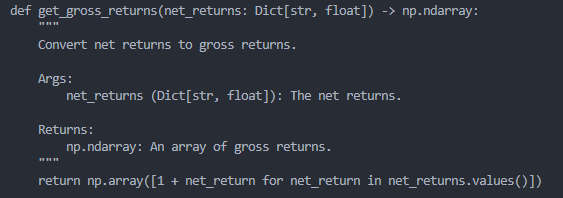 def get_gross_returns(net_returns: Dict[str, float]) -> np.ndarray:
    """
    Convert net returns to gross returns.

    Args:
        net_returns (Dict[str, float]): The net returns.

    Returns:
        np.ndarray: An array of gross returns.
    """
    return np.array([1 + net_return for net_return in net_returns.values()])